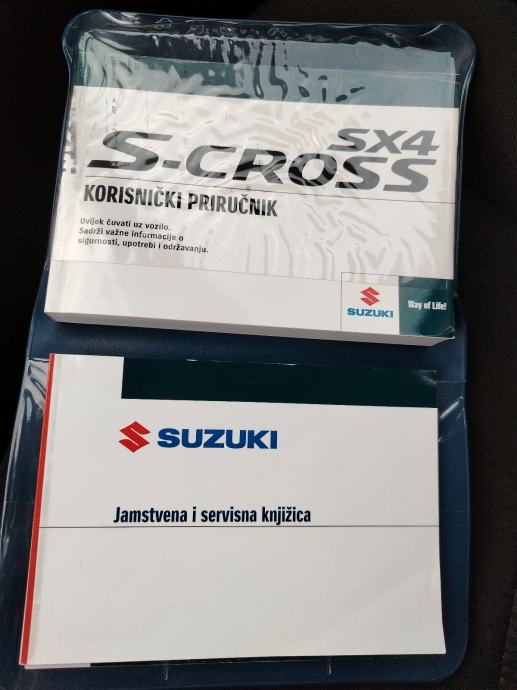 SX4
S-CROSS
KORISNIČKI PRIRUČNIK
Uvijek čuvati uz vozilo.
Sadrži važne informacije o
sigurnosti, upotrebi i održavanju.
SUZUKI
Way of Life!
SUZUKI
Jamstvena i servisna knjižica